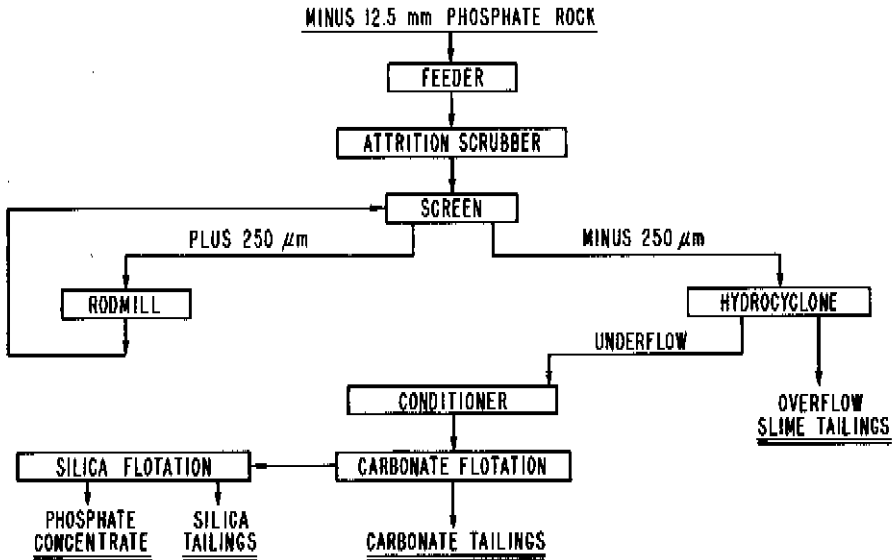 MINUS 12.5 mm PHOSPHATE ROCK
FEEDER
ATTRITION SCRUBBER
SCREEN
PLUS 250 μm
MINUS 250 μm
RODMILL
HYDROCYCLONE
UNDERFLOW
OVERFLOW
SLIME TAILINGS
CONDITIONER
SILICA FLOTATION
CARBONATE FLOTATION
PHOSPHATE
CONCENTRATE
SILICA
TAILINGS
CARBONATE TAILINGS